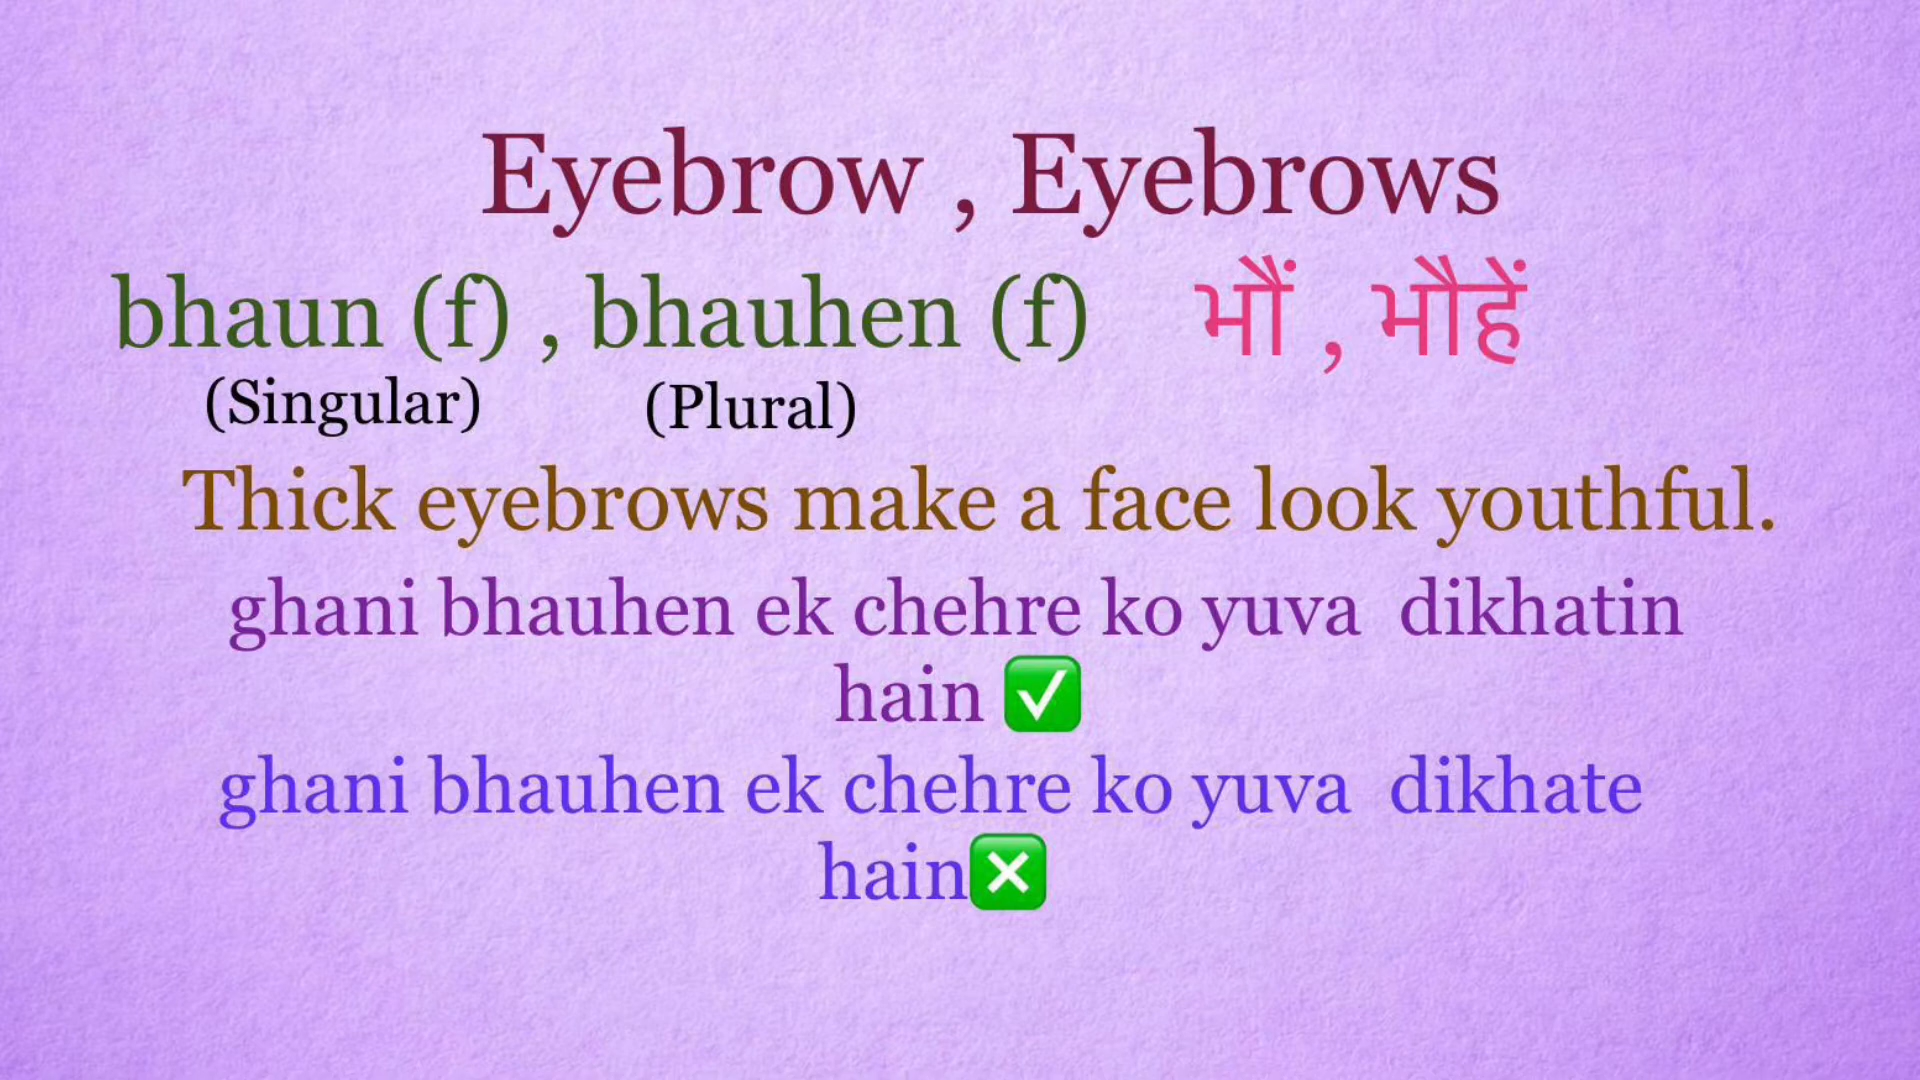 Eyebrow , Eyebrows
bhaun (f) , bhauhen (f) भौं , भौहें
(Singular) (Plural)
Thick eyebrows make a face look youthful.
ghani bhauhen ek chehre ko yuva dikhatin
hain ✅
ghani bhauhen ek chehre ko yuva dikhate
hain❎